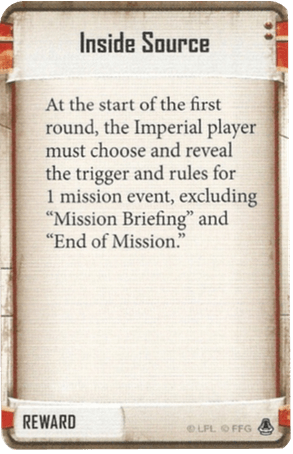 Inside Source
At the start of the first
round, the Imperial player
must choose and reveal
the trigger and rules for
1 mission event, excluding
“Mission Briefing” and
“End of Mission.”
REWARD
© LFL © FFG